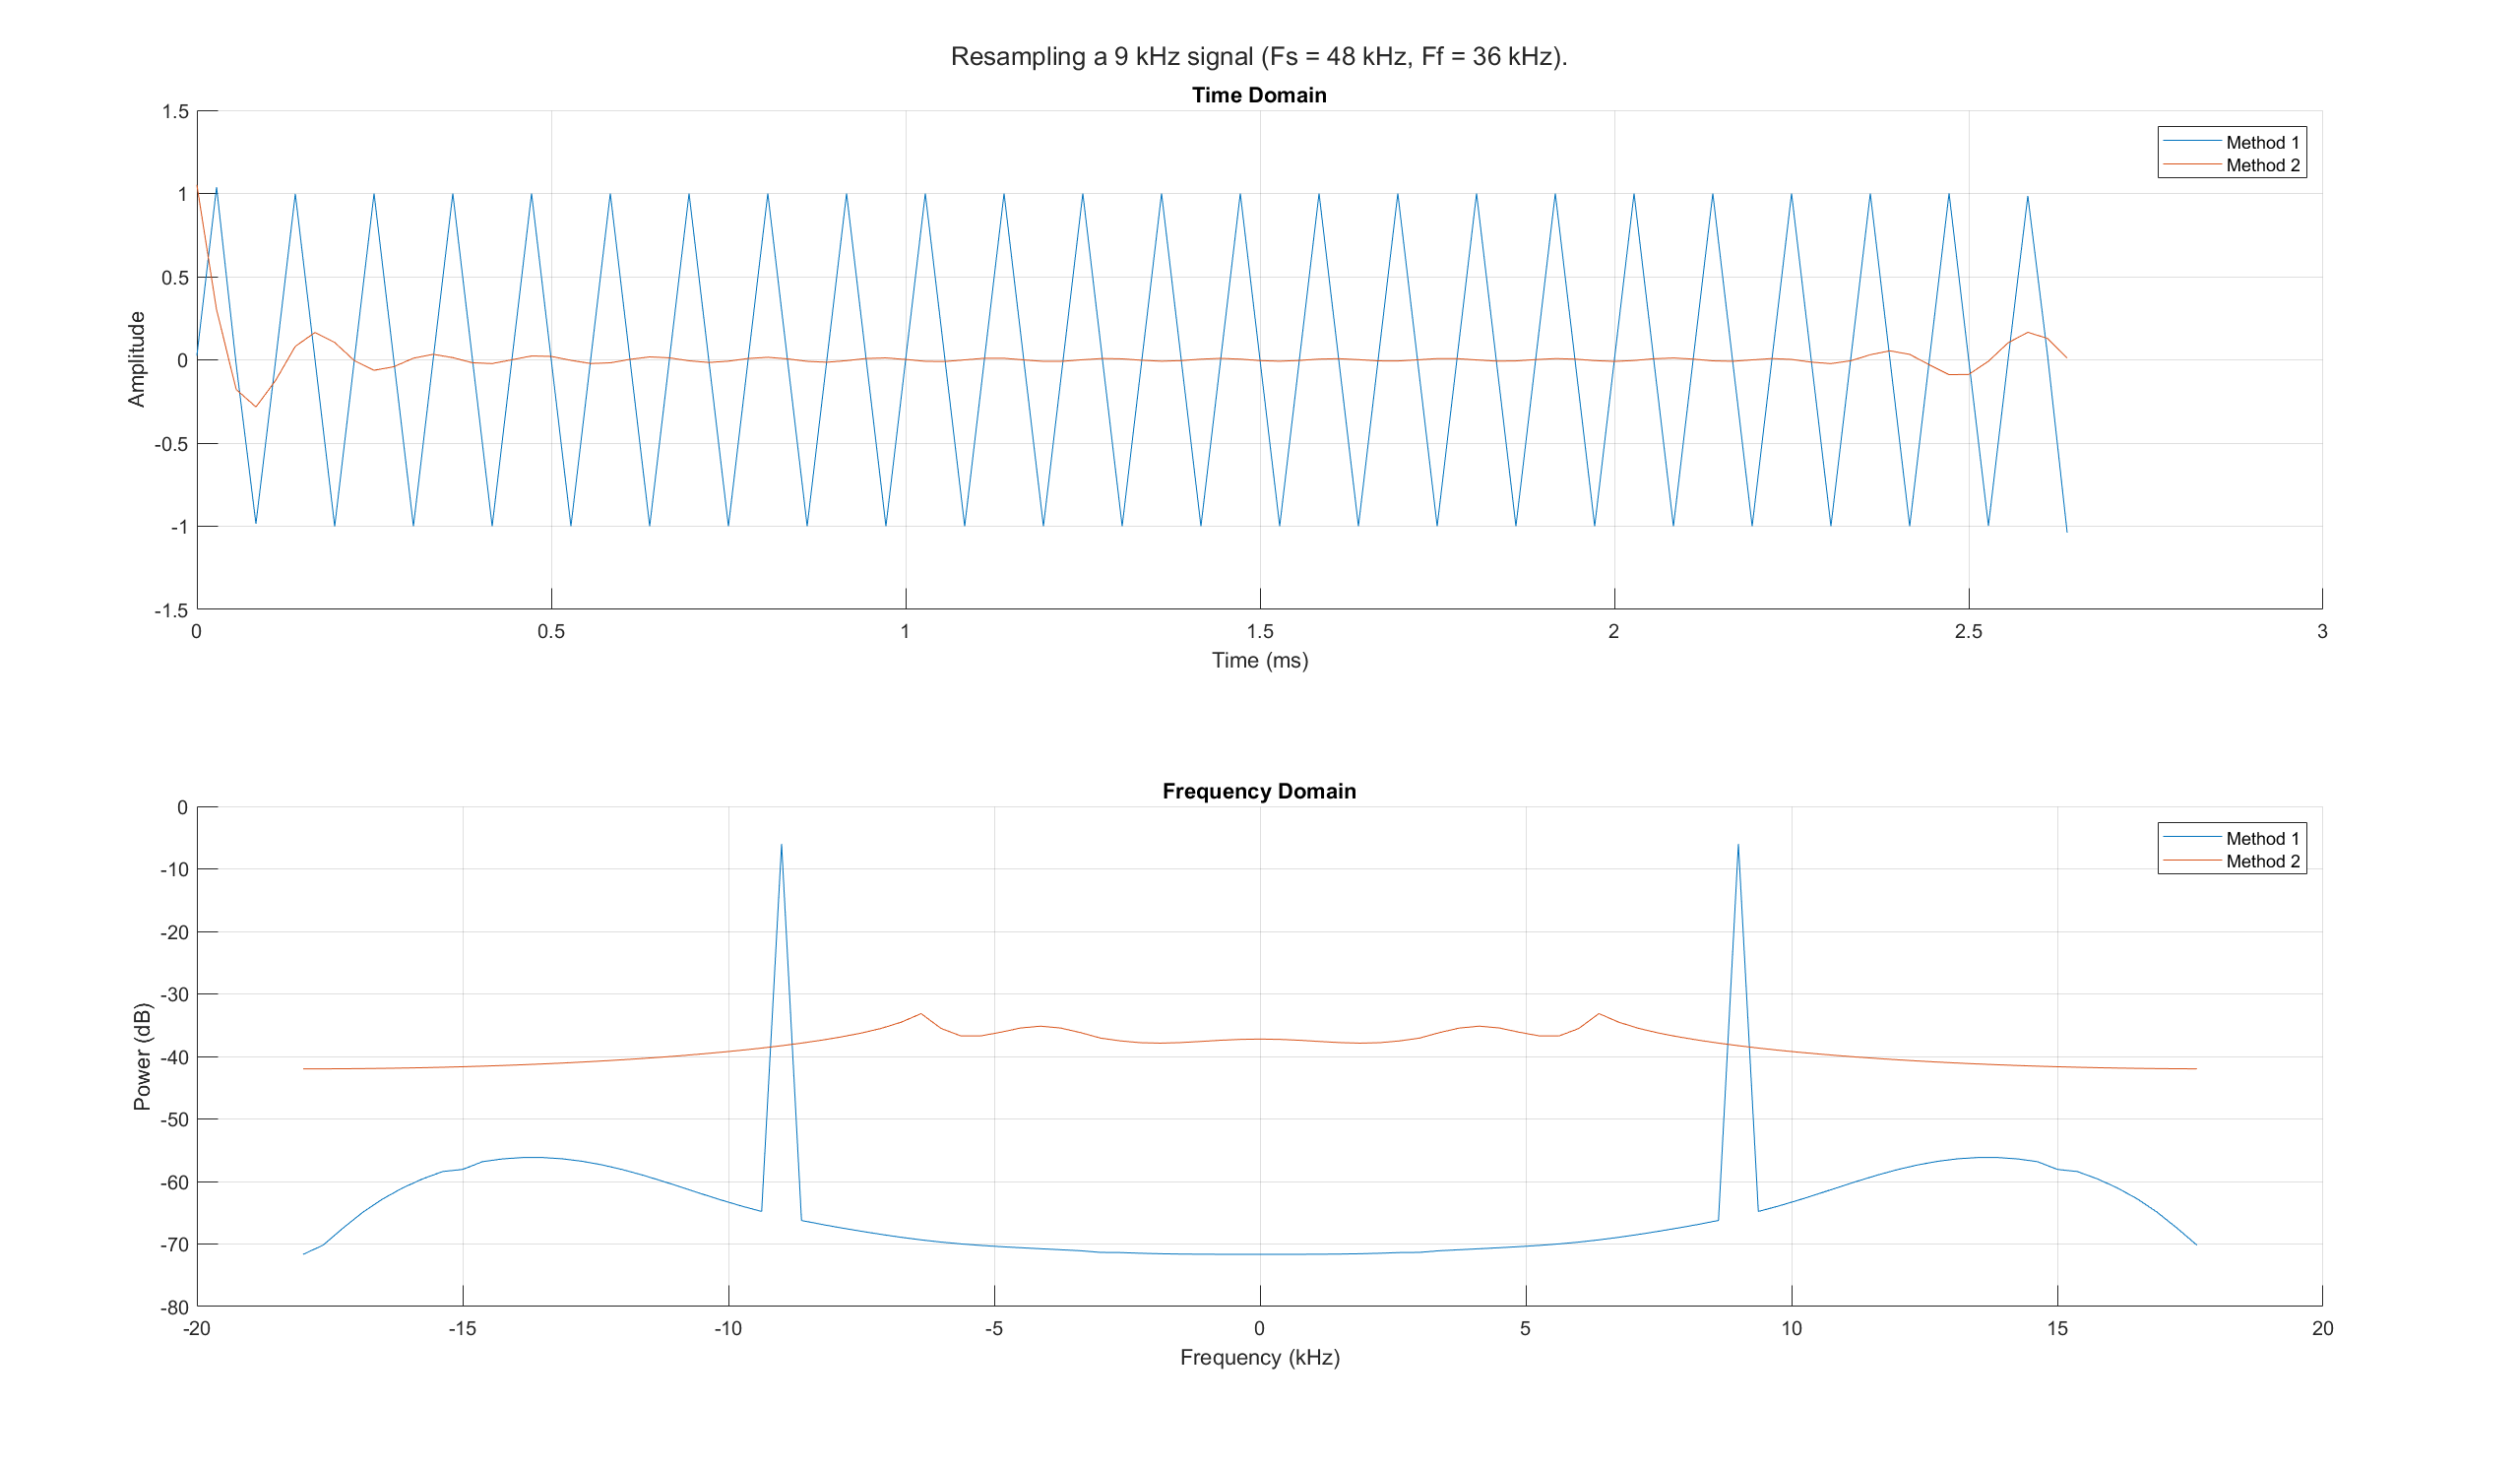 Resampling a 9 kHz signal (Fs = 48 kHz, Ff = 36 kHz).
Time Domain
1.5
1
0.5
0
-0.5
-1
-1.5
Amplitude
Method 1
Method 2
0 0.5 1 1.5 2 2.5 3
Time (ms)
Frequency Domain
0
-10
-20
-30
-40
-50
-60
-70
-80
Power (dB)
Method 1
Method 2
-20 -15 -10 -5 0 5 10 15 20
Frequency (kHz)